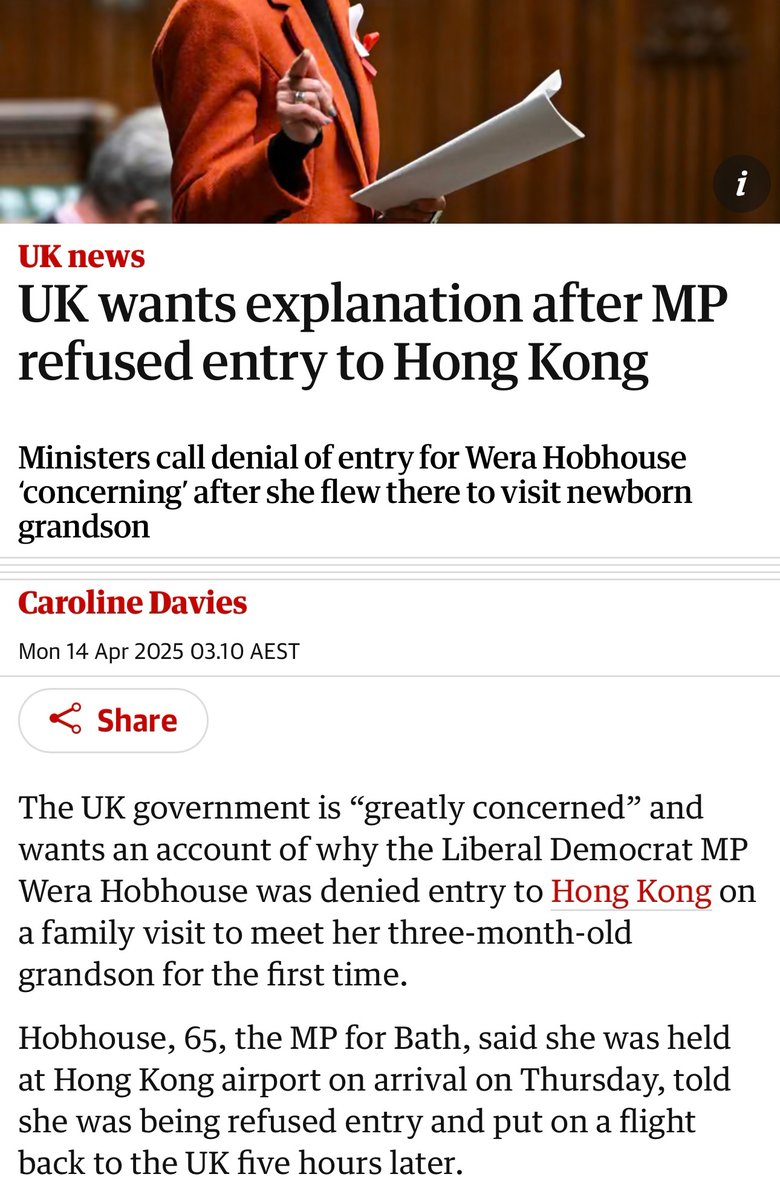 i
UK news
UK wants explanation after MP
refused entry to Hong Kong
Ministers call denial of entry for Wera Hobhouse
‘concerning’ after she flew there to visit newborn
grandson
Caroline Davies
Mon 14 Apr 2025 03.10 AEST
Share
The UK government is “greatly concerned” and
wants an account of why the Liberal Democrat MP
Wera Hobhouse was denied entry to Hong Kong on
a family visit to meet her three-month-old
grandson for the first time.
Hobhouse, 65, the MP for Bath, said she was held
at Hong Kong airport on arrival on Thursday, told
she was being refused entry and put on a flight
back to the UK five hours later.